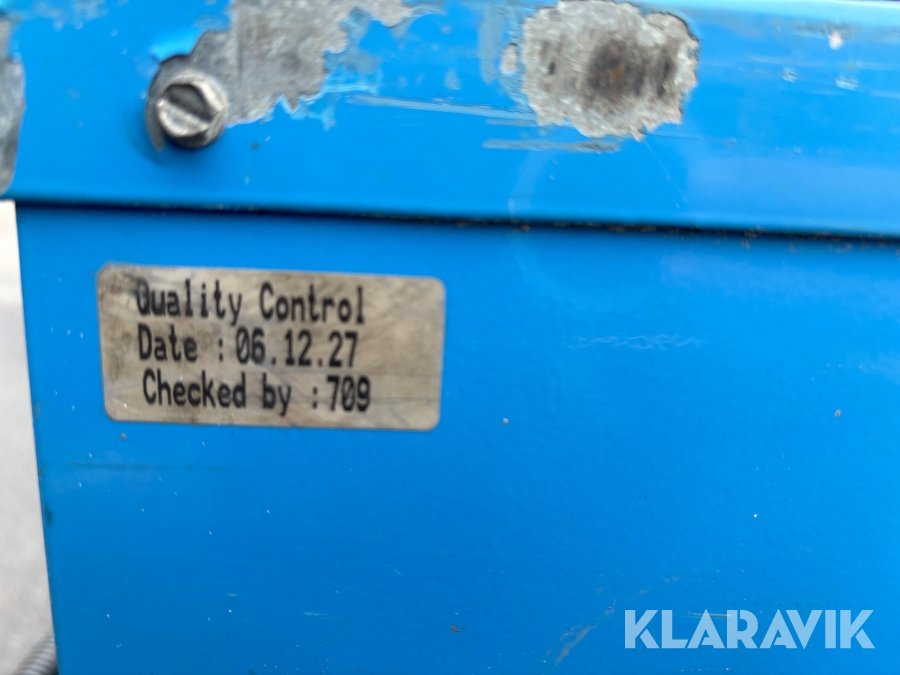 Quality Control
Date : 06.12.27
Checked by : 709
KLARAVIK